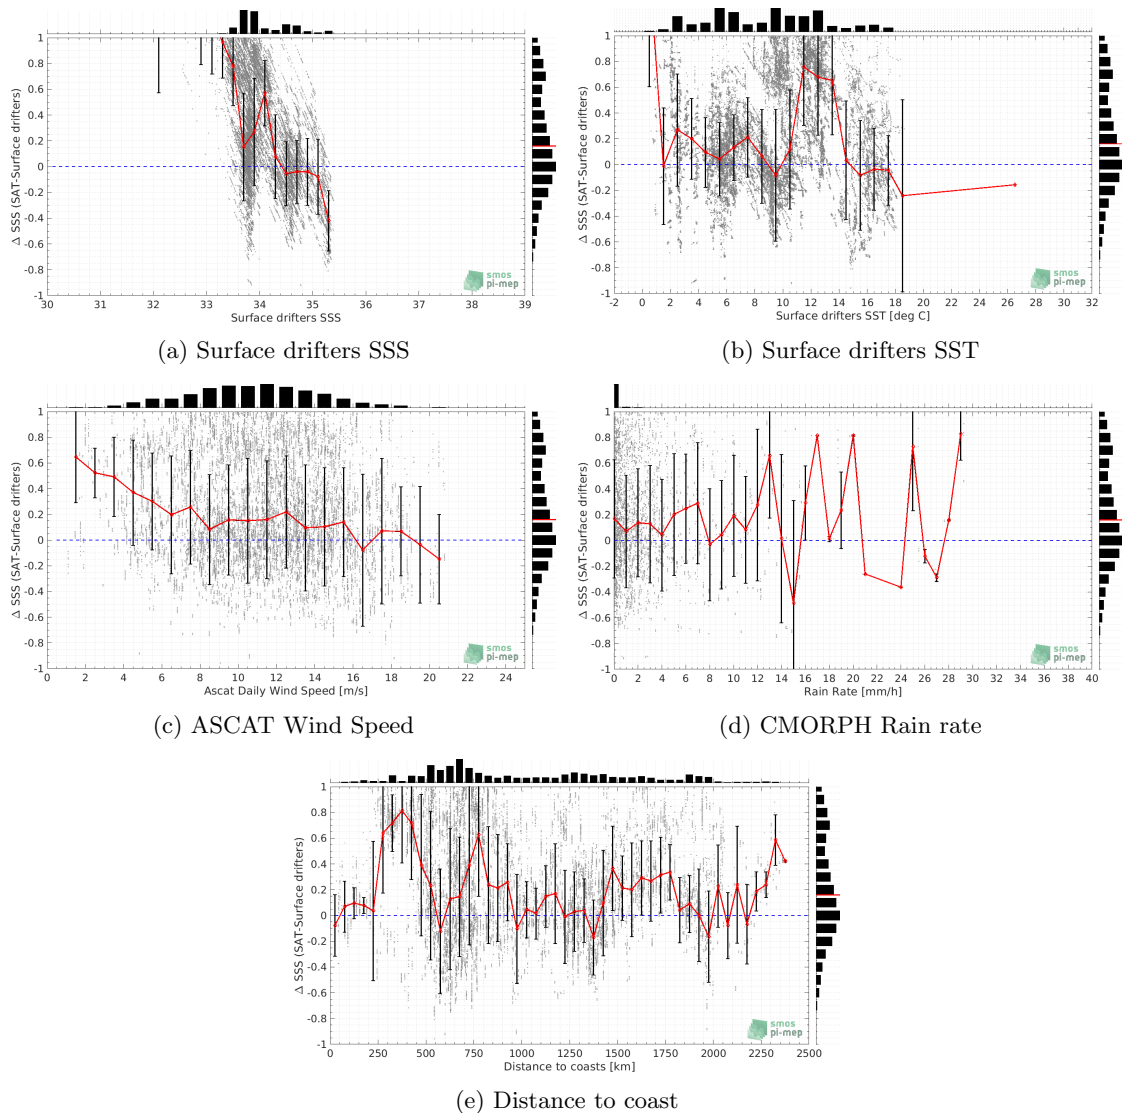 1
0.8
0.6
0.4
0.2
0
-0.2
-0.4
-0.6
-0.8
-1
Δ SSS (SAT-Surface drifters)
30 31 32 33 34 35 36 37 38 39
Surface drifters SSS
smos
pi-mep
(a) Surface drifters SSS
1
0.8
0.6
0.4
0.2
0
-0.2
-0.4
-0.6
-0.8
-1
Δ SSS (SAT-Surface drifters)
-2 0 2 4 6 8 10 12 14 16 18 20 22 24 26 28 30 32
Surface drifters SST [deg C]
smos
pi-mep
(b) Surface drifters SST
1
0.8
0.6
0.4
0.2
0
-0.2
-0.4
-0.6
-0.8
-1
Δ SSS (SAT-Surface drifters)
0 2 4 6 8 10 12 14 16 18 20 22 24
Ascat Daily Wind Speed [m/s]
smos
pi-mep
(c) ASCAT Wind Speed
1
0.8
0.6
0.4
0.2
0
-0.2
-0.4
-0.6
-0.8
-1
Δ SSS (SAT-Surface drifters)
0 2 4 6 8 10 12 14 16 18 20 22 24 26 28 30 32 34 36 38 40
Rain Rate [mm/h]
smos
pi-mep
(d) CMORPH Rain rate
1
0.8
0.6
0.4
0.2
0
-0.2
-0.4
-0.6
-0.8
-1
Δ SSS (SAT-Surface drifters)
0 250 500 750 1000 1250 1500 1750 2000 2250 2500
Distance to coasts [km]
smos
pi-mep
(e) Distance to coast